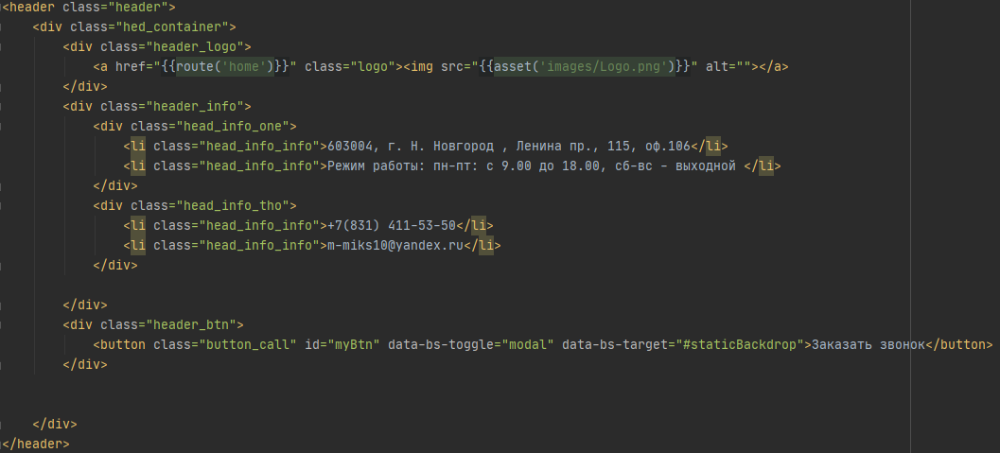 <header class="header">
    <div class="hed_container">
        <div class="header_logo">
            <a href="{{route('home')}}" class="logo"><img src="{{asset('images/Logo.png')}}" alt=""></a>
        </div>
        <div class="header_info">
            <div class="head_info_one">
                <li class="head_info_info">603004, г. Н. Новгород , Ленина пр., 115, оф.106</li>
                <li class="head_info_info">Режим работы: пн-пт: с 9.00 до 18.00, сб-вс - выходной </li>
            </div>
            <div class="head_info_tho">
                <li class="head_info_info">+7(831) 411-53-50</li>
                <li class="head_info_info">m-miks10@yandex.ru</li>
            </div>
        </div>
        <div class="header_btn">
            <button class="button_call" id="myBtn" data-bs-toggle="modal" data-bs-target="#staticBackdrop">Заказать звонок</button>
        </div>
    </div>
</header>